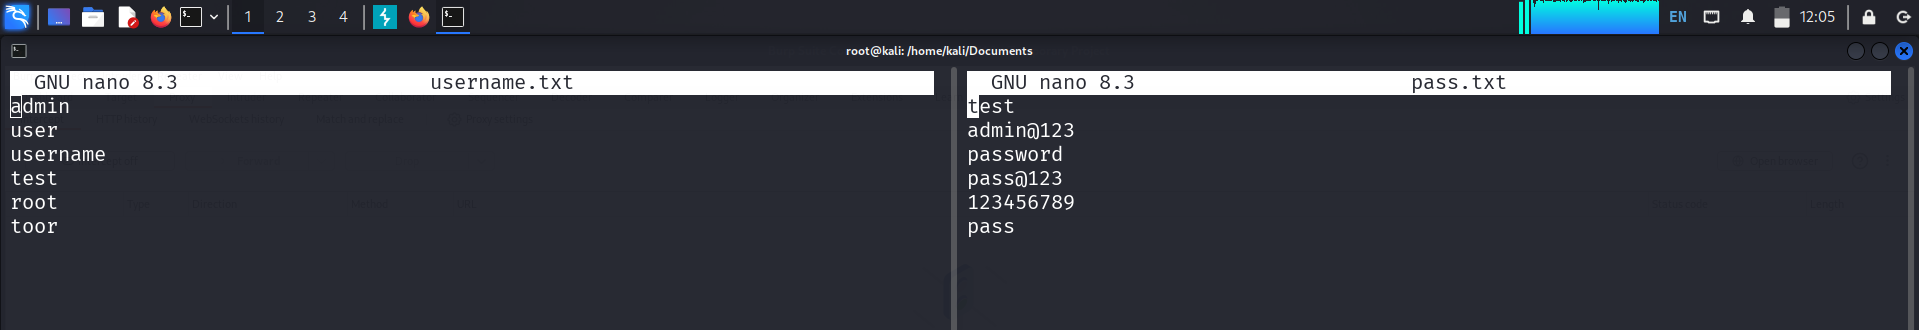 1 2 3 4 EN 12:05
root@kali: /home/kali/Documents
GNU nano 8.3 username.txt
admin
user
username
test
root
toor
GNU nano 8.3 pass.txt
test
admin@123
password
pass@123
123456789
pass